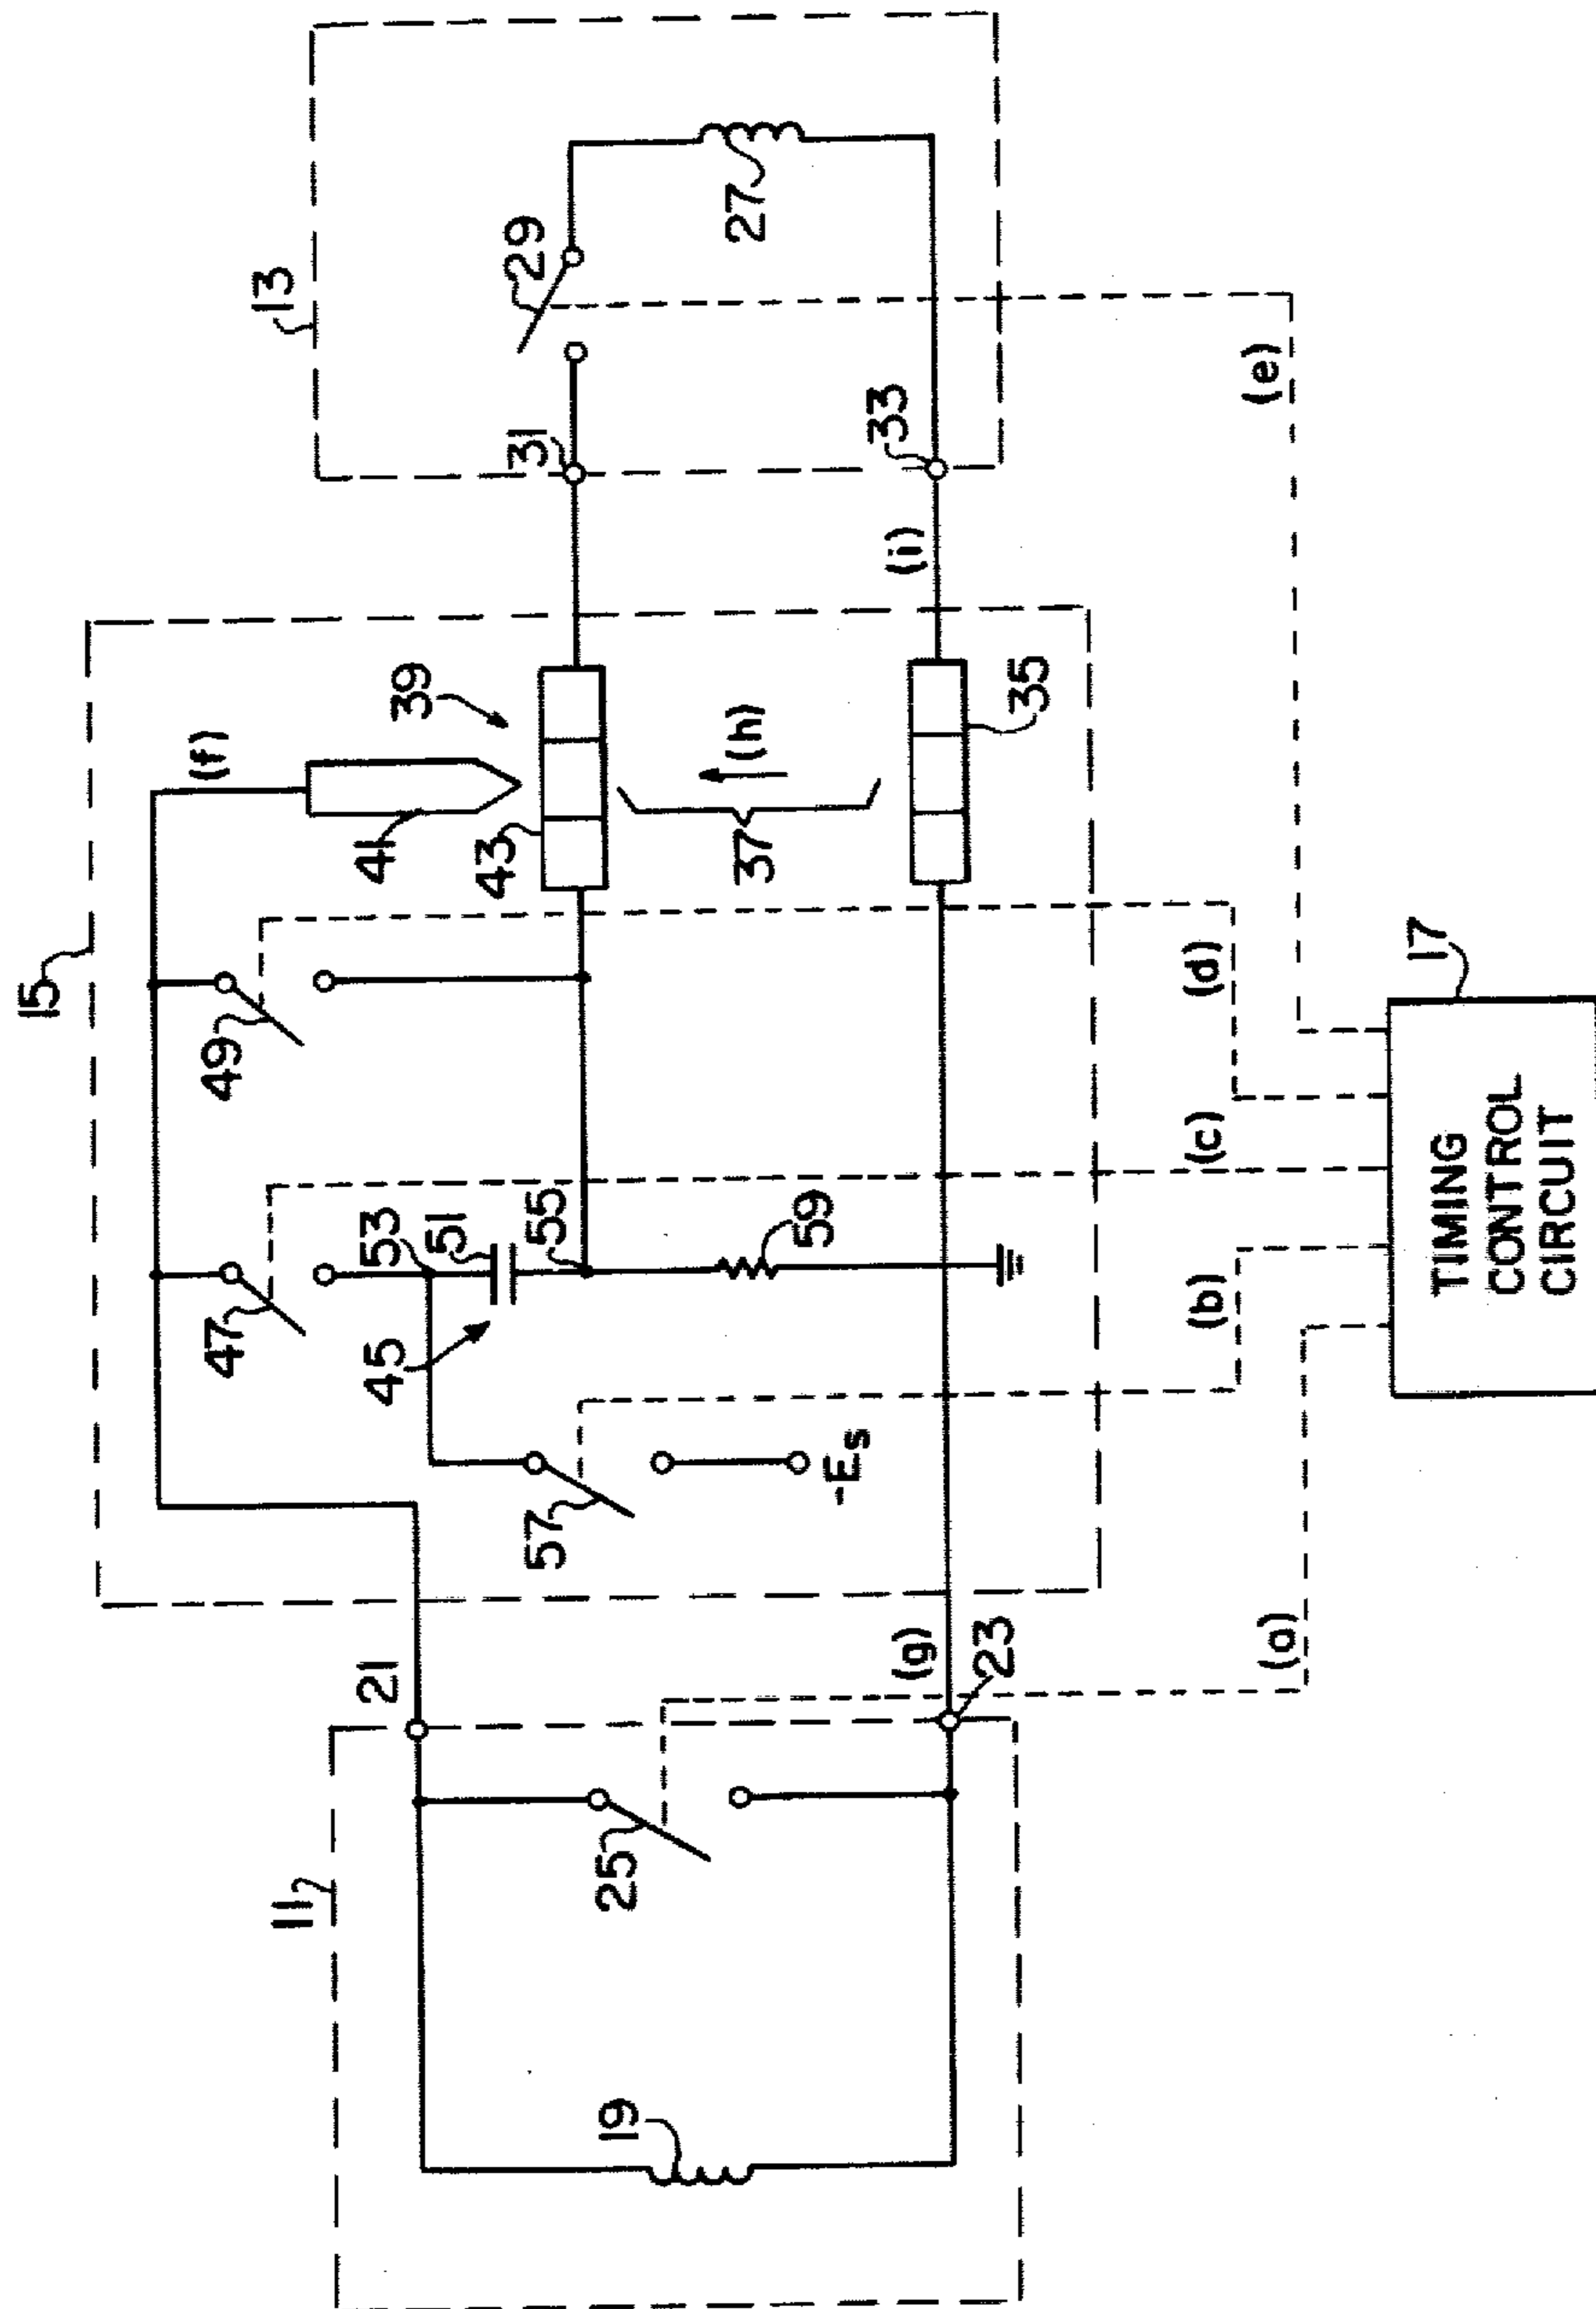 15
47
49
(f)
13
11
21
45
53
41
39
51
43
31
29
57
55
19
25
37
(h)
27
-Es
59
33
(g)
(i)
23
35
(b)
(c)
(d)
(a)
(e)
17
TIMING
CONTROL
CIRCUIT